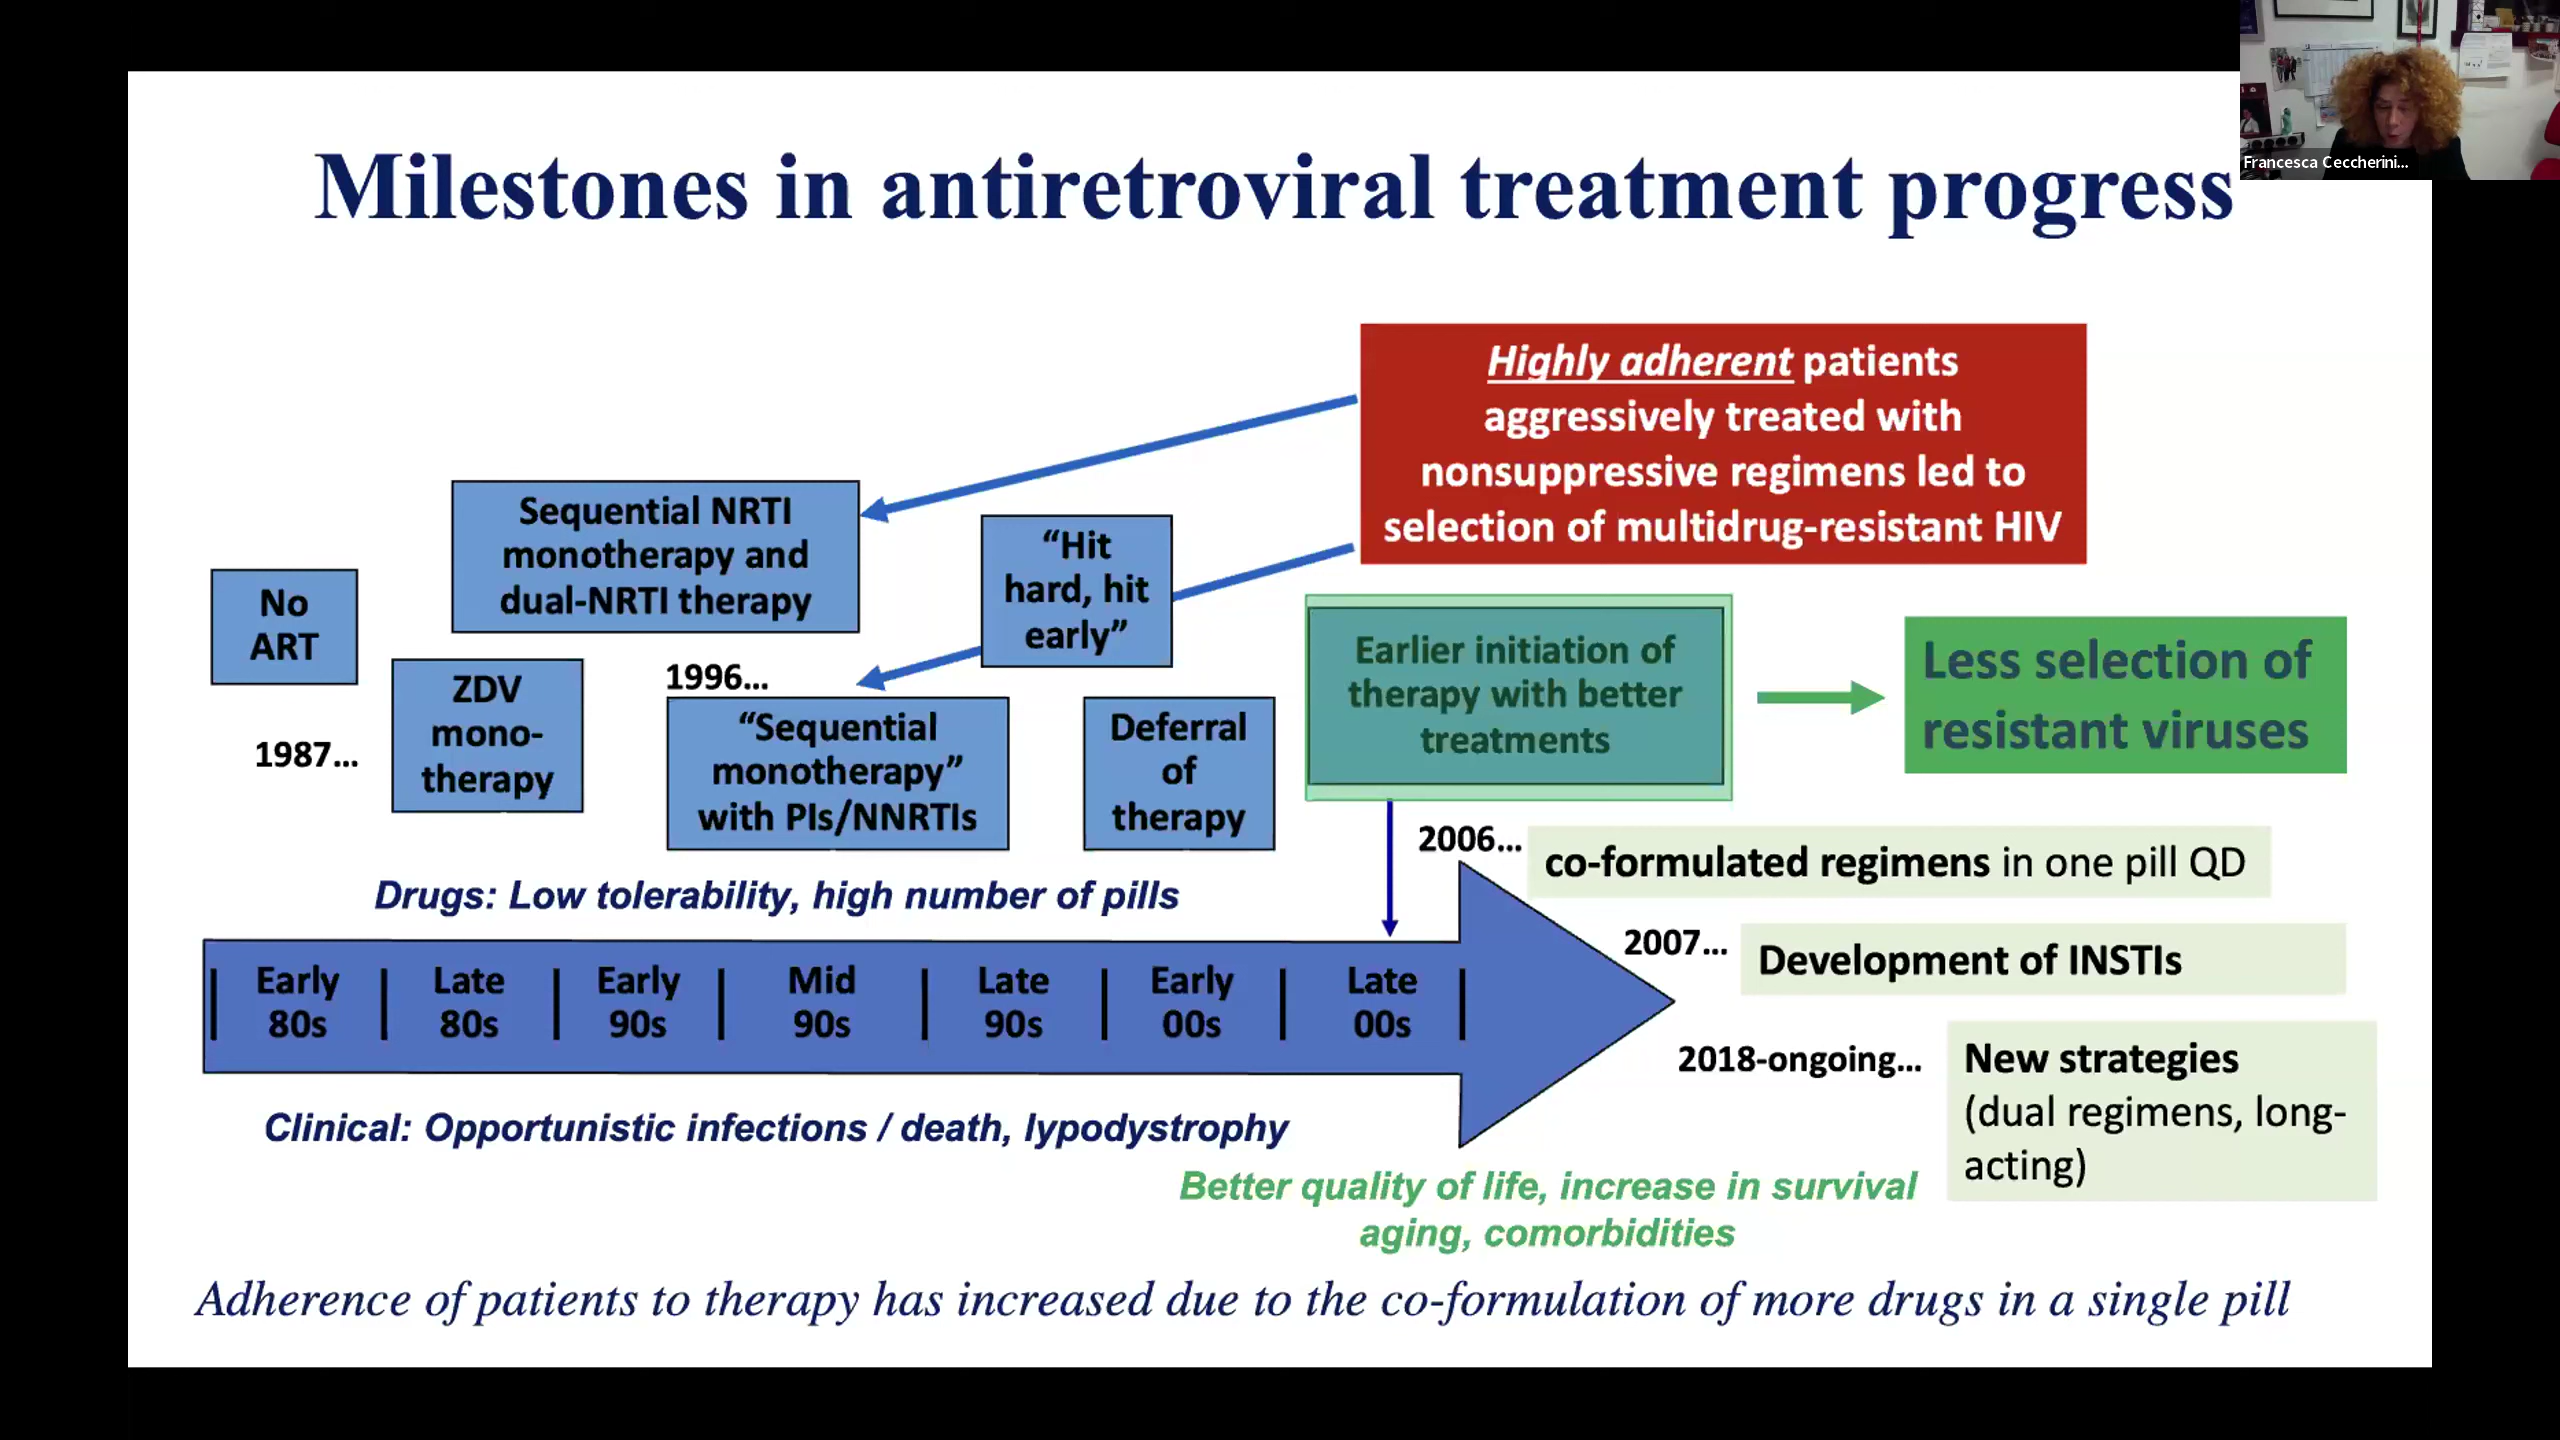 Francesca Ceccherini...
Milestones in antiretroviral treatment progress
Highly adherent patients
aggressively treated with
nonsuppressive regimens led to
selection of multidrug-resistant HIV
Sequential NRTI
monotherapy and
dual-NRTI therapy
“Hit
hard, hit
early”
No
ART
1987...
ZDV
mono-
therapy
1996...
“Sequential
monotherapy”
with PIs/NNRTIs
Deferral
of
therapy
Earlier initiation of
therapy with better
treatments
Less selection of
resistant viruses
Drugs: Low tolerability, high number of pills
2006...
co-formulated regimens in one pill QD
2007...
Development of INSTIs
Early
80s
Late
80s
Early
90s
Mid
90s
Late
90s
Early
00s
Late
00s
2018-ongoing...
New strategies
(dual regimens, long-
acting)
Clinical: Opportunistic infections / death, lypodystrophy
Better quality of life, increase in survival
aging, comorbidities
Adherence of patients to therapy has increased due to the co-formulation of more drugs in a single pill